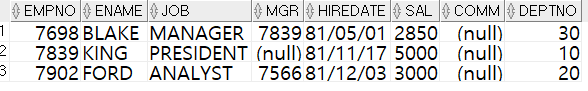 EMPNO ENAME JOB MGR HIREDATE SAL COMM DEPTNO
1 7698 BLAKE MANAGER 7839 81/05/01 2850 (null) 30
2 7839 KING PRESIDENT (null) 81/11/17 5000 (null) 10
3 7902 FORD ANALYST 7566 81/12/03 3000 (null) 20